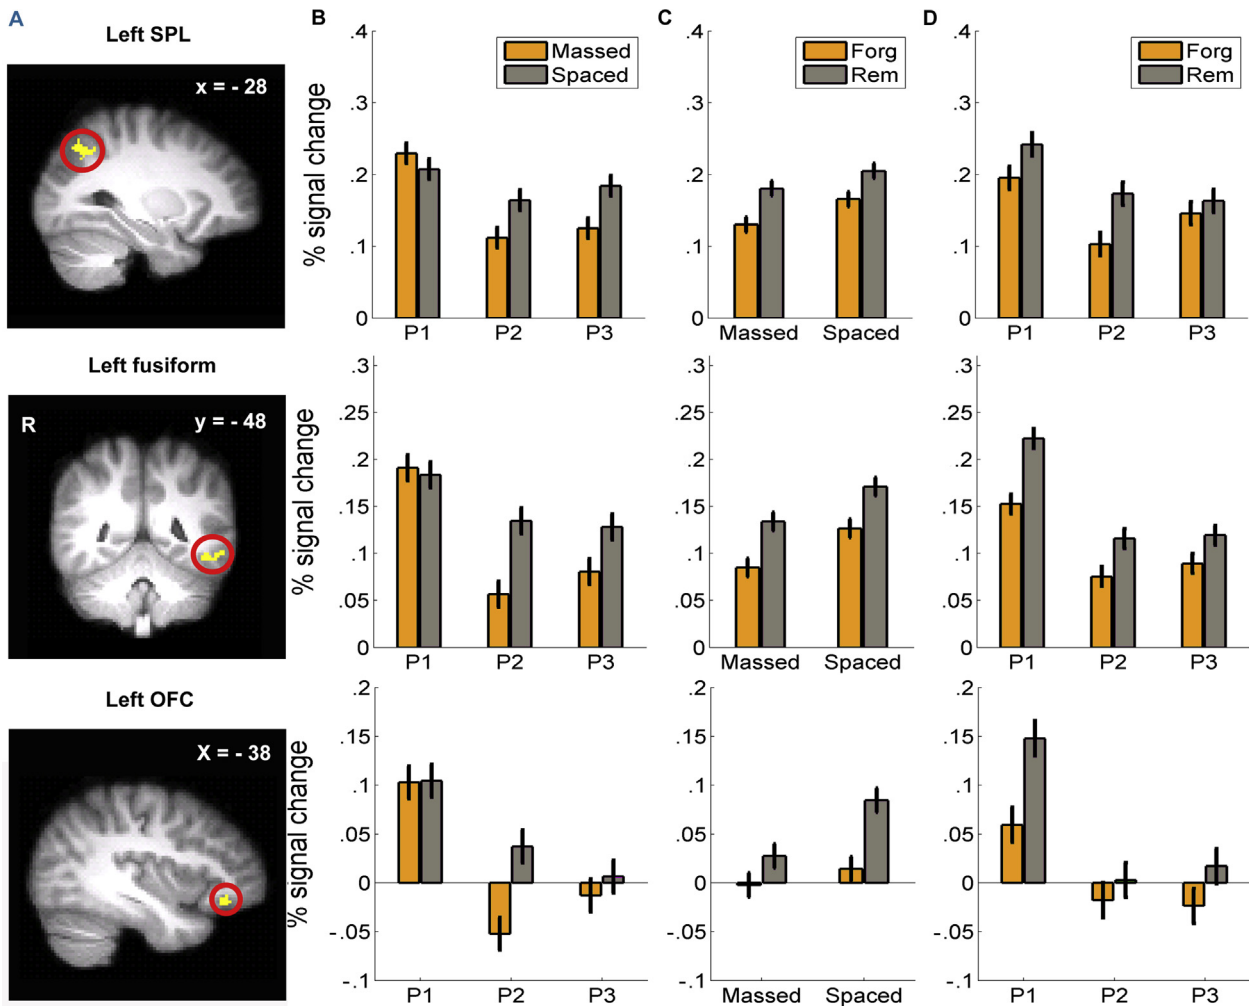 A
B
C
D
Left SPL
x = - 28
% signal change
.4
.3
.2
.1
0
Massed
Spaced
P1
P2
P3
.4
.3
.2
.1
0
Forg
Rem
Massed
Spaced
.4
.3
.2
.1
0
Forg
Rem
P1
P2
P3
Left fusiform
R
y = - 48
% signal change
.3
.25
.2
.15
.1
.05
0
P1
P2
P3
.3
.25
.2
.15
.1
.05
0
Massed
Spaced
.3
.25
.2
.15
.1
.05
0
P1
P2
P3
Left OFC
X = - 38
% signal change
.2
.15
.1
.05
0
-.05
-.1
P1
P2
P3
.2
.15
.1
.05
0
-.05
-.1
Massed
Spaced
.2
.15
.1
.05
0
-.05
-.1
P1
P2
P3